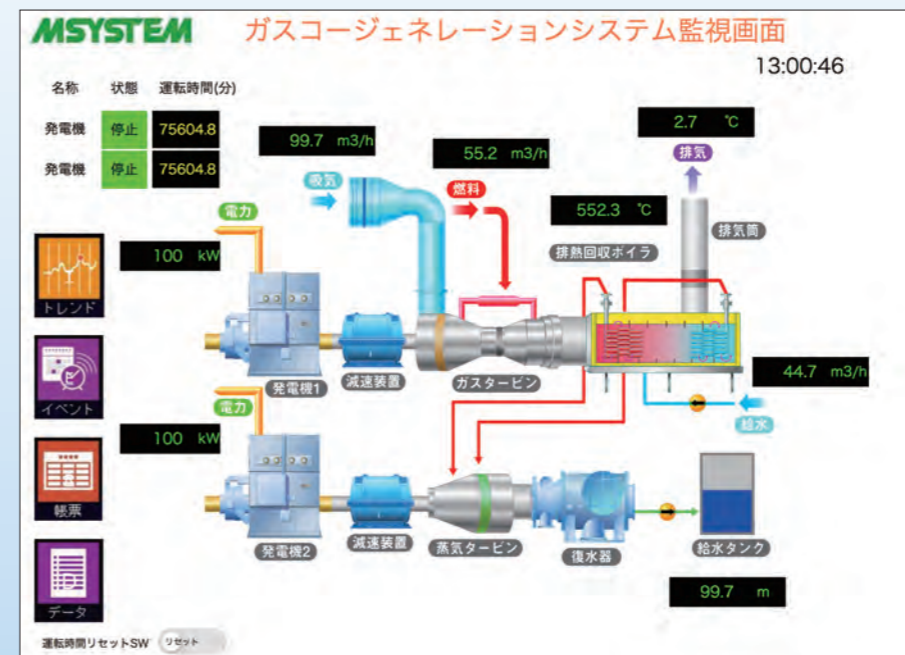 MSYSTEM ガスコージェネレーションシステム監視画面
13:00:46
名称 状態 運転時間(分)
発電機 停止 75604.8
発電機 停止 75604.8
99.7 m3/h
55.2 m3/h
2.7 ℃
吸気
燃料
排気
電力
552.3 ℃
排気筒
排熱回収ボイラ
100 kW
トレンド
発電機1
減速装置
ガスタービン
44.7 m3/h
イベント
電力
給水
100 kW
帳票
発電機2
減速装置
蒸気タービン
復水器
給水タンク
99.7 m
データ
運転時間リセットSW リセット